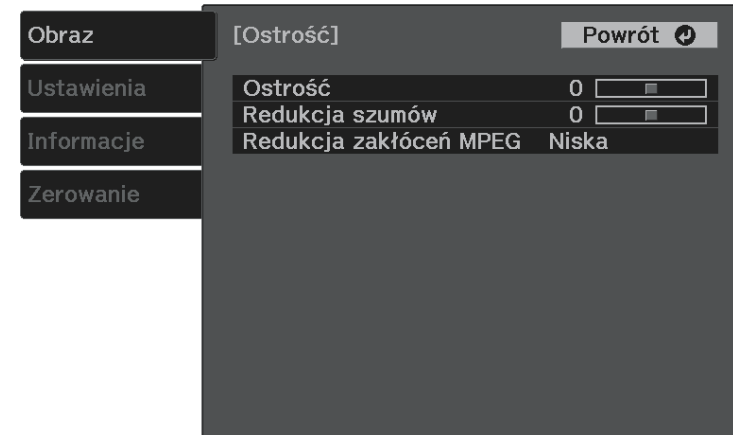 Obraz
Ustawienia
Informacje
Zerowanie
[Ostrość]
Powrót
Ostrość 0
Redukcja szumów 0
Redukcja zakłóceń MPEG Niska